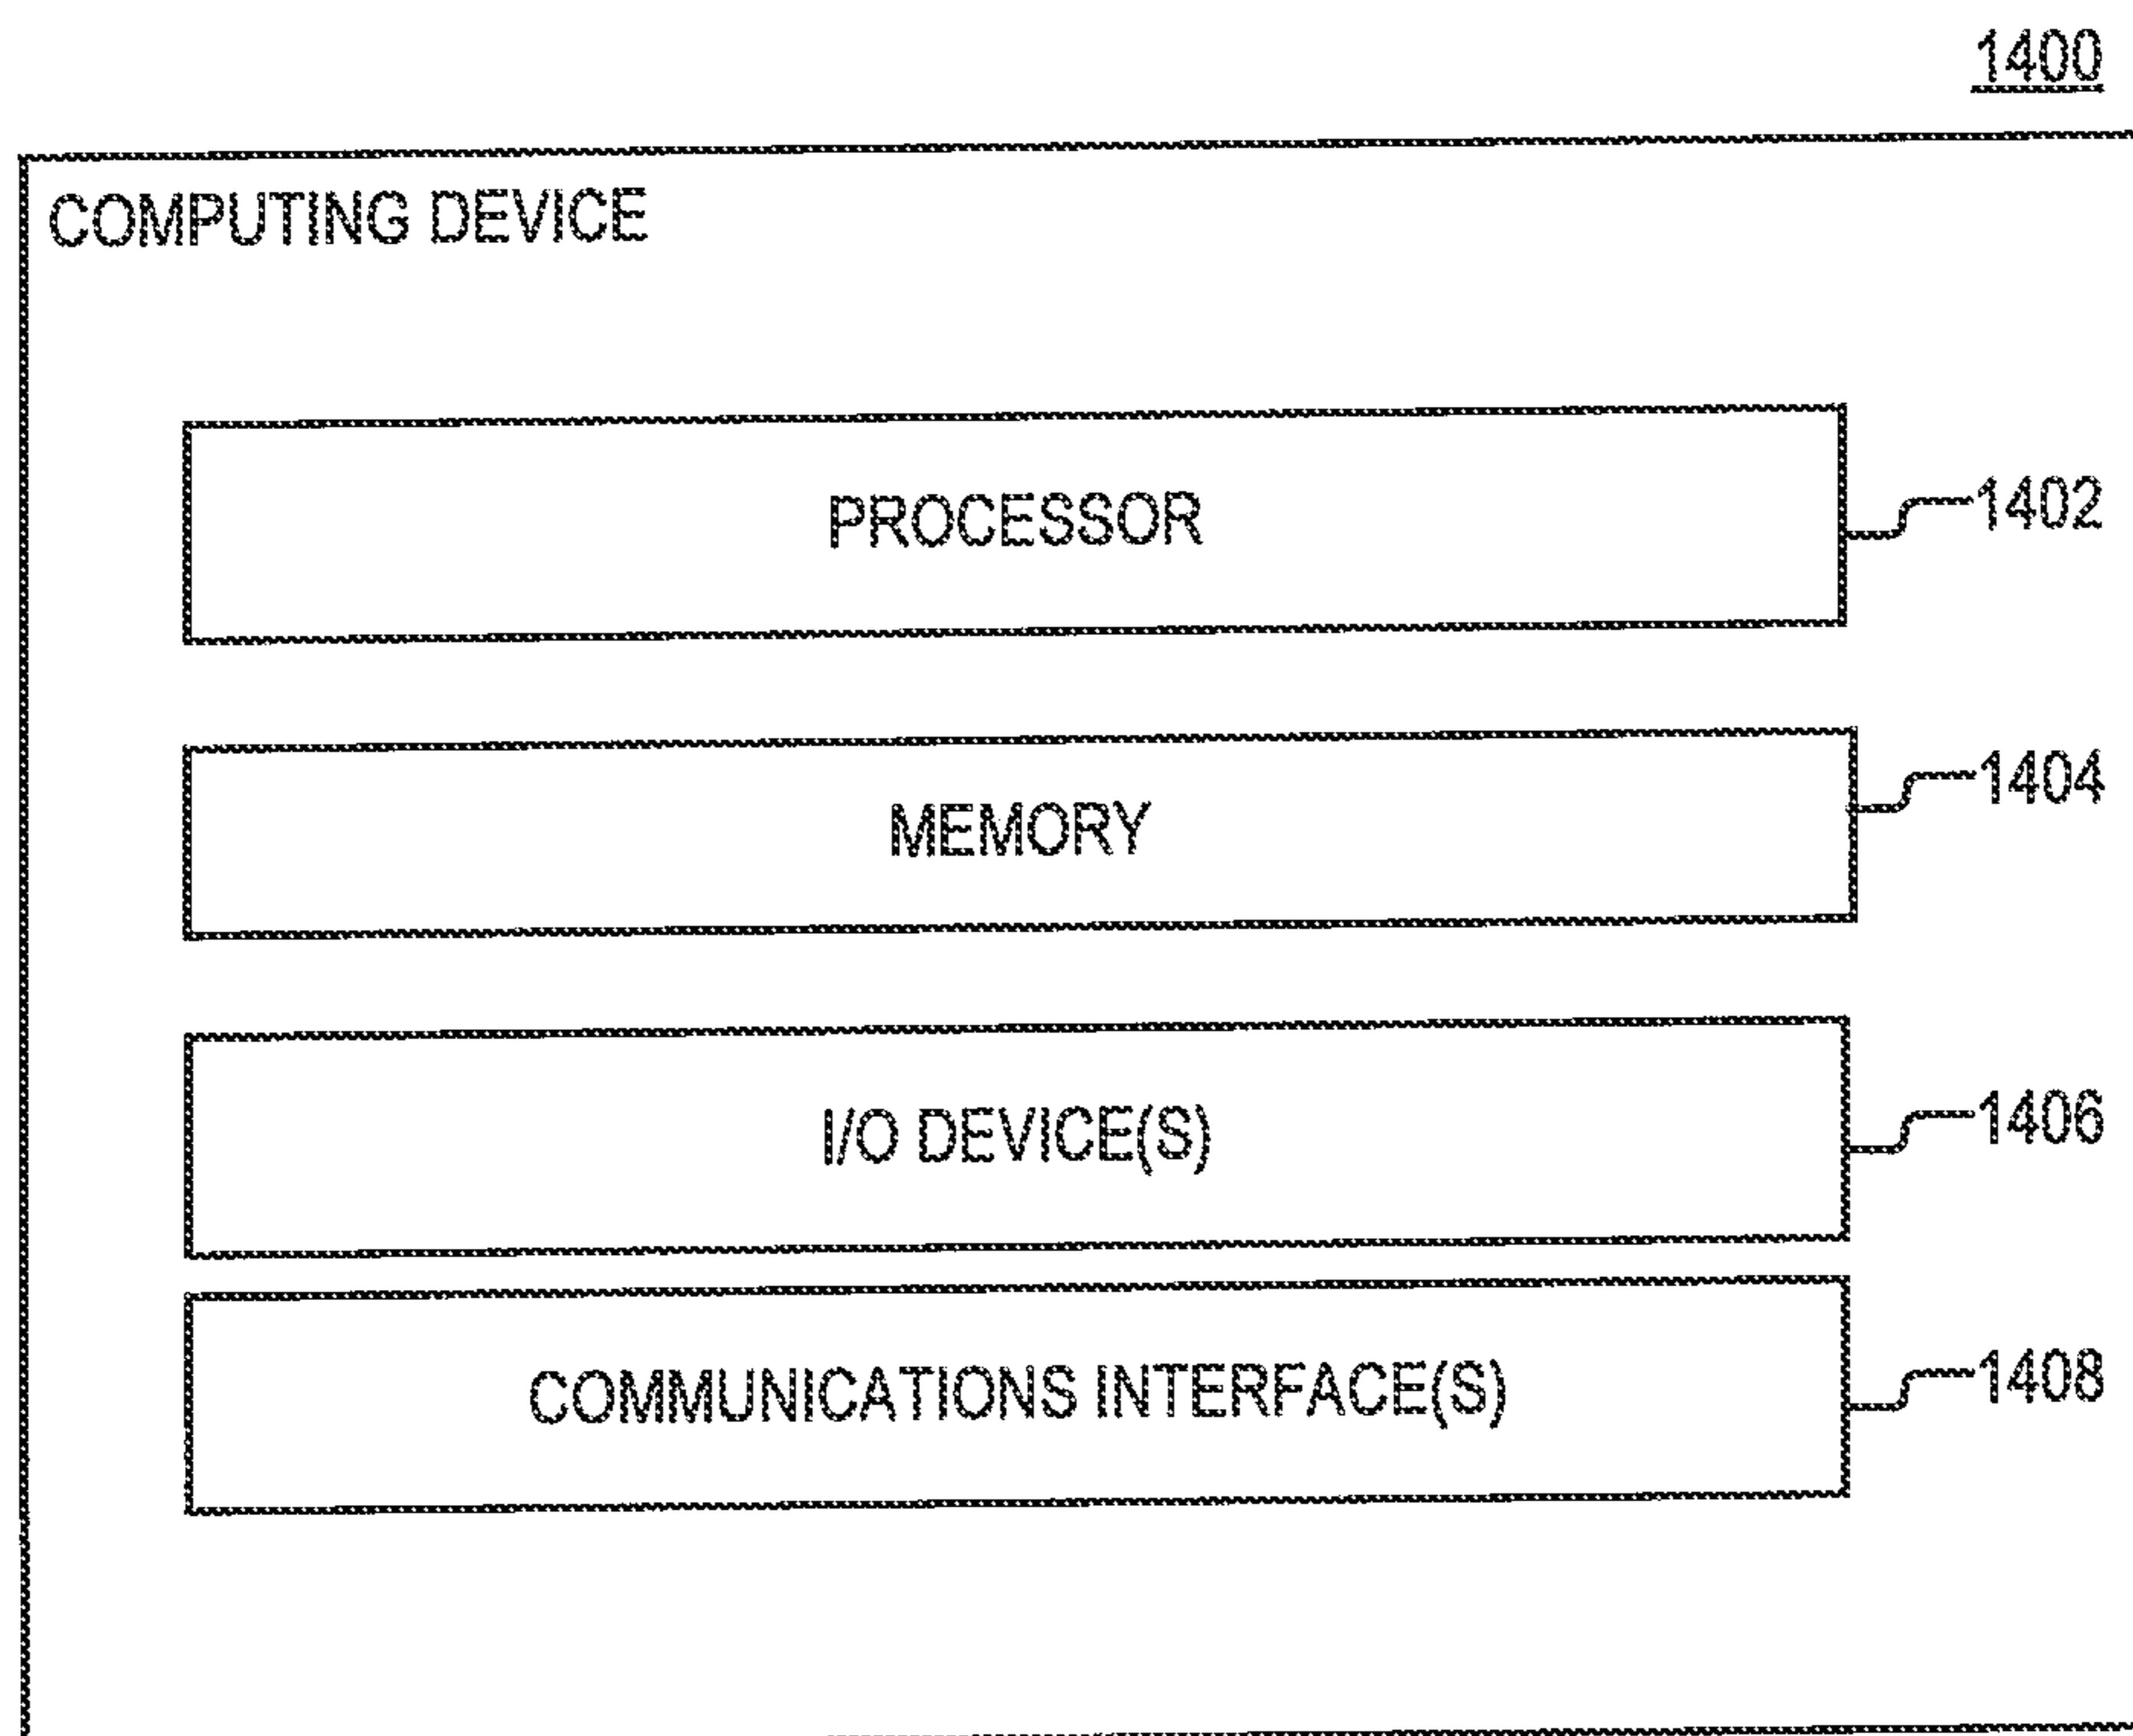 1400
COMPUTING DEVICE
PROCESSOR
1402
MEMORY
1404
I/O DEVICE(S)
1406
COMMUNICATIONS INTERFACE(S)
1408